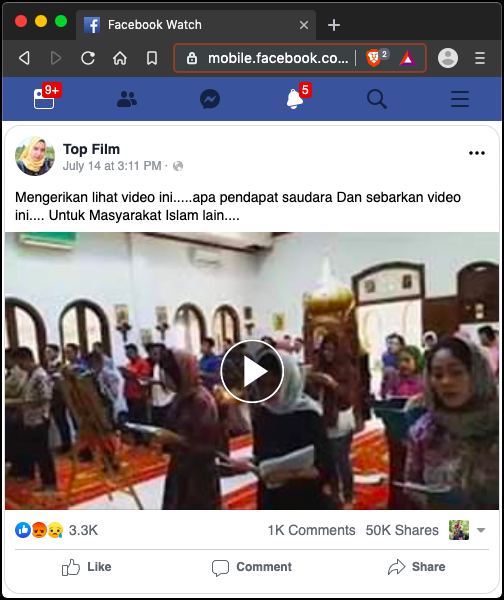 Facebook Watch
mobile.facebook.co...
2
9+
5
Top Film
July 14 at 3:11 PM ·
Mengerikan lihat video ini.....apa pendapat saudara Dan sebarkan video
ini.... Untuk Masyarakat Islam lain....
3.3K
1K Comments
50K Shares
Like
Comment
Share